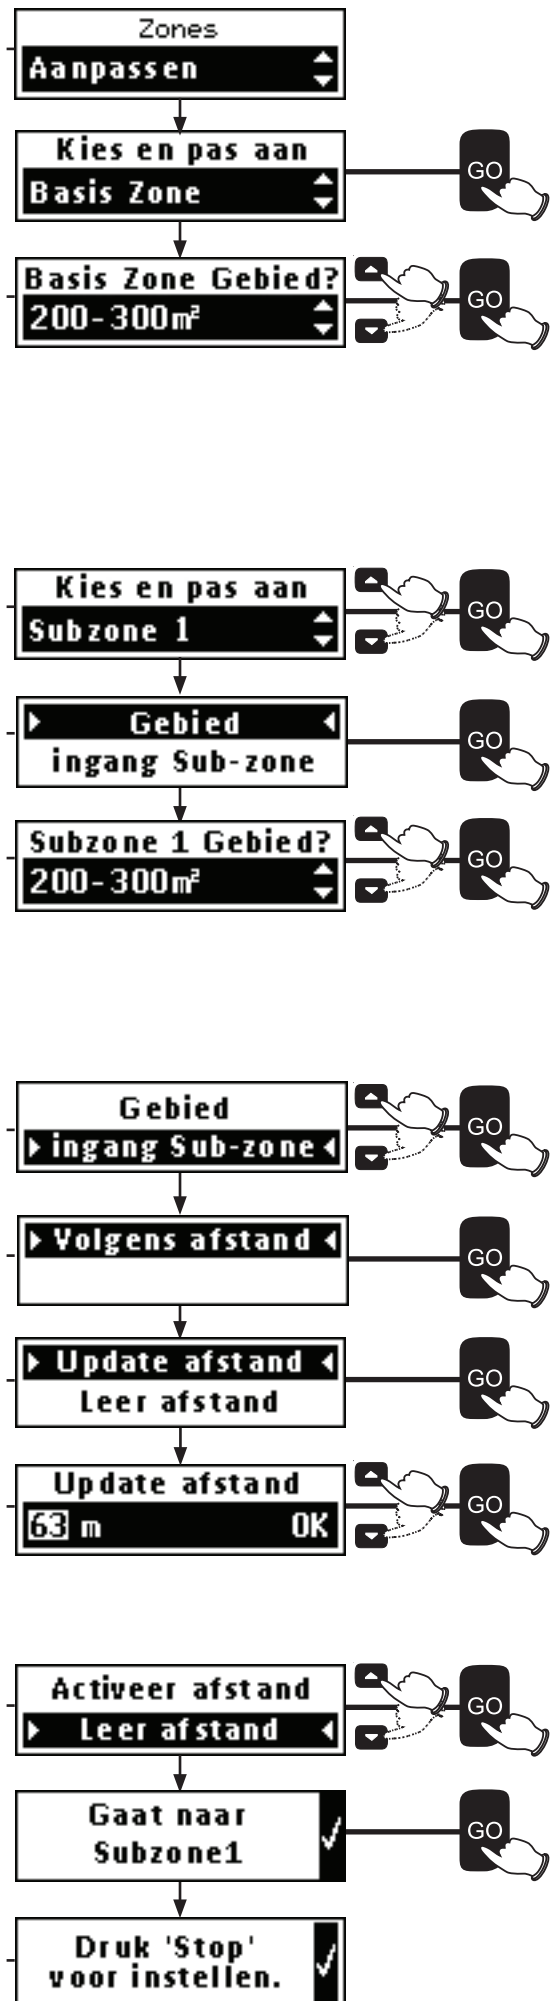 Zones
Aanpassen
Kies en pas aan
Basis Zone
GO
Basis Zone Gebied?
200-300m²
GO
Kies en pas aan
Subzone 1
GO
Gebied
ingang Sub-zone
GO
Subzone 1 Gebied?
200-300m²
GO
Gebied
ingang Sub-zone
GO
Volgens afstand
GO
Update afstand
Leer afstand
GO
Update afstand
63 m OK
GO
Activeer afstand
Leer afstand
GO
Gaat naar
Subzone1
GO
Druk 'Stop'
voor instellen.